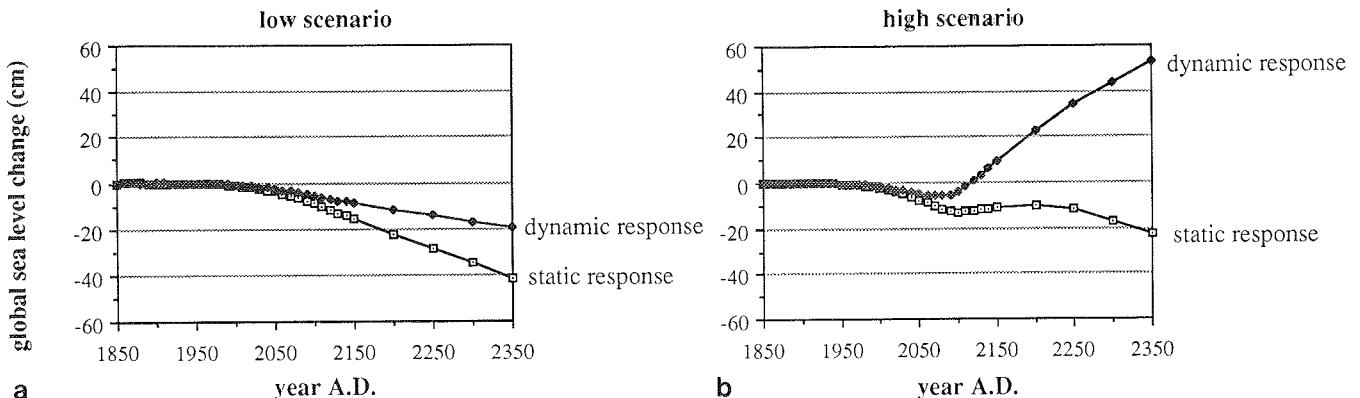 low scenario
global sea level change (cm)
60
40
20
0
-20
-40
-60
dynamic response
static response
1850 1950 2050 2150 2250 2350
year A.D.
a
high scenario
60
40
20
0
-20
-40
-60
dynamic response
static response
1850 1950 2050 2150 2250 2350
year A.D.
b